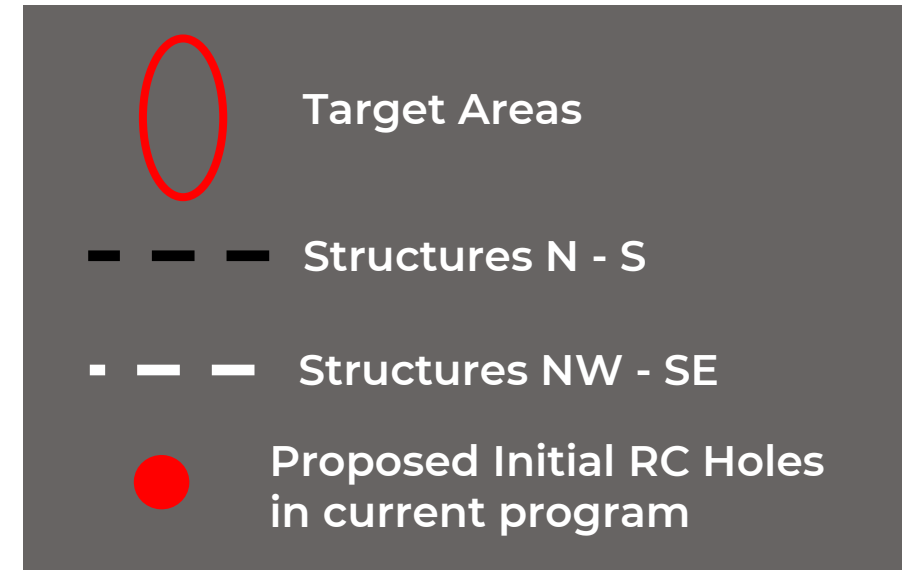 Target Areas
Structures N - S
Structures NW - SE
Proposed Initial RC Holes
in current program